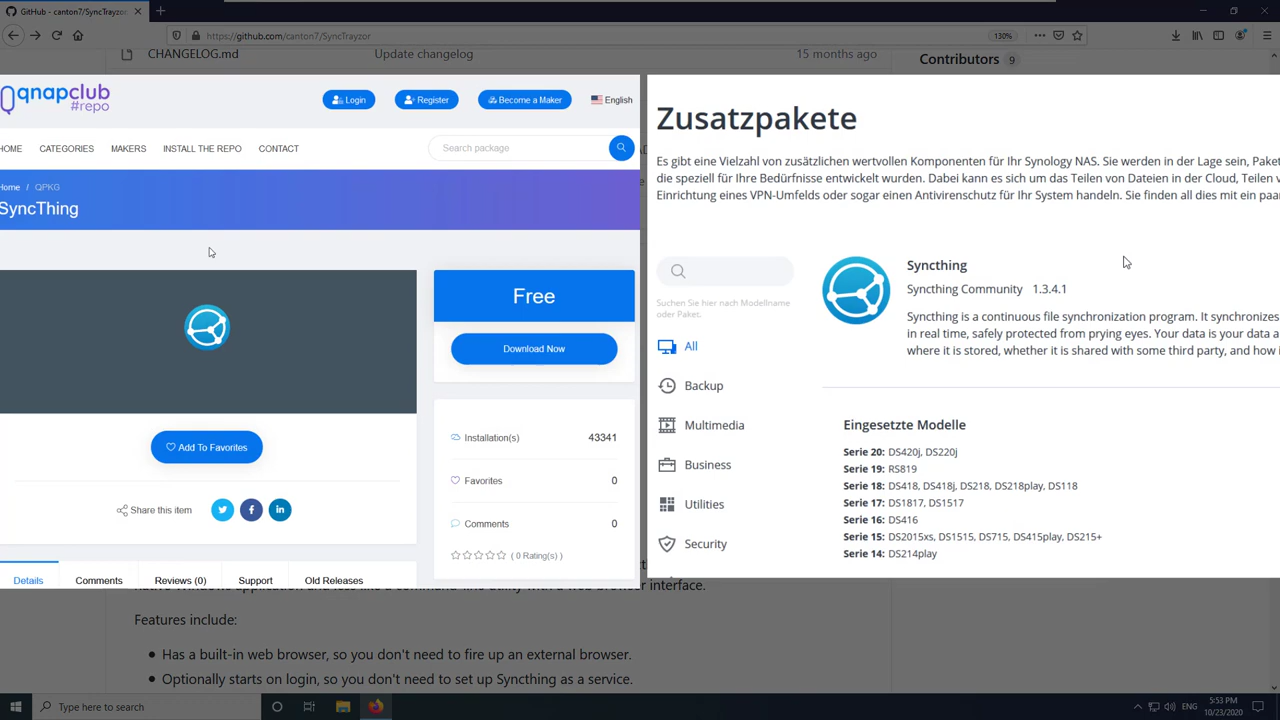 GitHub - canton7/SyncTrayzor:
https://github.com/canton7/SyncTrayzor
130%
CHANGELOG.md
Update changelog
15 months ago
Contributors 9
qnapclub
#repo
Login
Register
Become a Maker
English
HOME
CATEGORIES
MAKERS
INSTALL THE REPO
CONTACT
Search package
Home / QPKG
SyncThing
Free
Download Now
Add To Favorites
Share this item
Installation(s) 43341
Favorites 0
Comments 0
( 0 Rating(s) )
Details
Comments
Reviews (0)
Support
Old Releases
Zusatzpakete
Es gibt eine Vielzahl von zusätzlichen wertvollen Komponenten für Ihr Synology NAS. Sie werden in der Lage sein, Paket
die speziell für Ihre Bedürfnisse entwickelt wurden. Dabei kann es sich um das Teilen von Dateien in der Cloud, Teilen
Einrichtung eines VPN-Umfelds oder sogar einen Antivirenschutz für Ihr System handeln. Sie finden all dies mit ein paar
Suchen Sie hier nach Modellname
oder Paket.
All
Backup
Multimedia
Business
Utilities
Security
Syncthing
Syncthing Community 1.3.4.1
Syncthing is a continuous file synchronization program. It synchronizes
in real time, safely protected from prying eyes. Your data is your data a
where it is stored, whether it is shared with some third party, and how i
Eingesetzte Modelle
Serie 20: DS420j, DS220j
Serie 19: RS819
Serie 18: DS418, DS418j, DS218, DS218play, DS118
Serie 17: DS1817, DS1517
Serie 16: DS416
Serie 15: DS2015xs, DS1515, DS715, DS415play, DS215+
Serie 14: DS214play
native Windows application and less like a command-line utility with a web browser interface.
Features include:
Has a built-in web browser, so you don't need to fire up an external browser.
Optionally starts on login, so you don't need to set up Syncthing as a service.
Type here to search
ENG
5:53 PM
10/23/2020